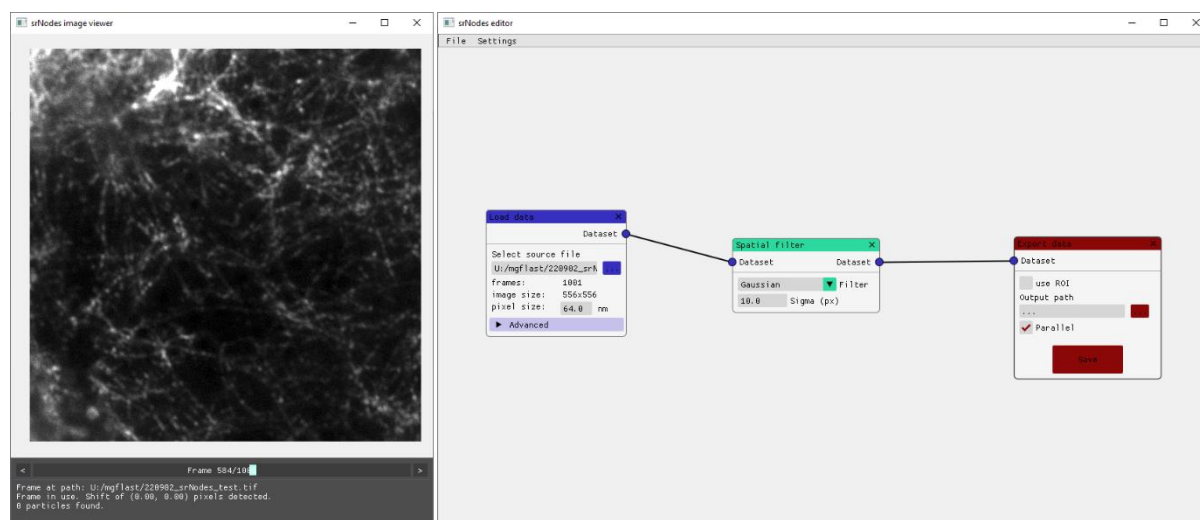 srNodes image viewer
<
Frame 584/100
>
Frame at path: U:/mgflast/220902_srNodes_test.tif
Frame in use. Shift of (0.00, 0.00) pixels detected.
0 particles found.
srNodes editor
File Settings
Load data
Dataset
Select source file
U:/mgflast/220902_srN ...
frames: 1001
image size: 556x556
pixel size: 64.0 nm
Advanced
Spatial filter
Dataset Dataset
Gaussian Filter
10.0 Sigma (px)
Export data
Dataset
use ROI
Output path
... ...
Parallel
Save